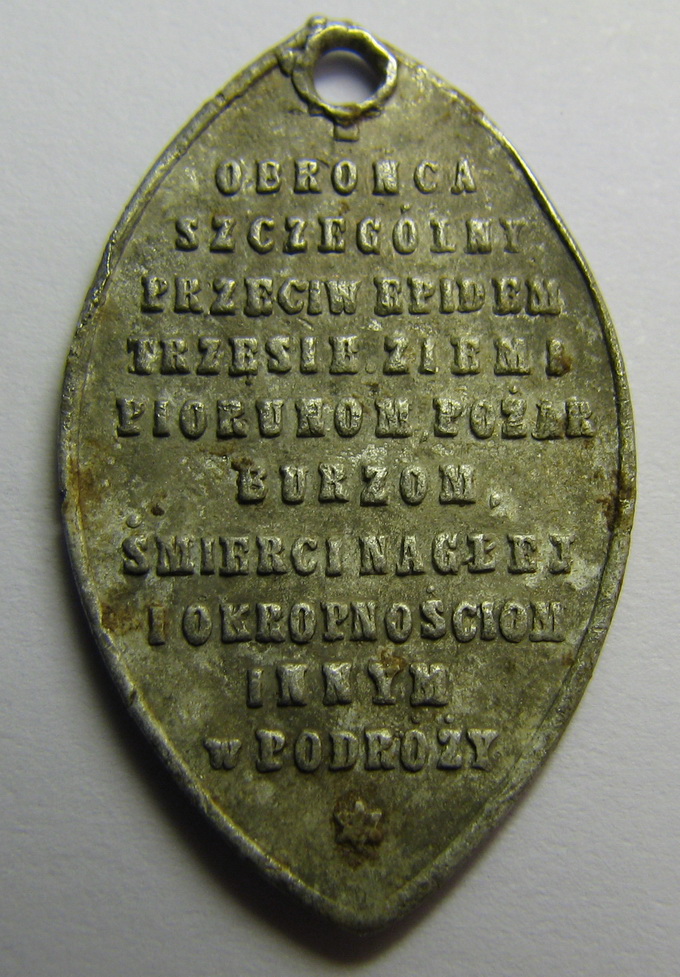 OBRONCA
SZCZEGÓLNY
PRZECIW EPIDEM
TRZĘSIE. ZIEMI
PIORUNOM, POŻAR
BURZOM,
ŚMIERCI NAGŁEJ
I OKROPNOŚCIOM
INNYM
w PODRÓŻY